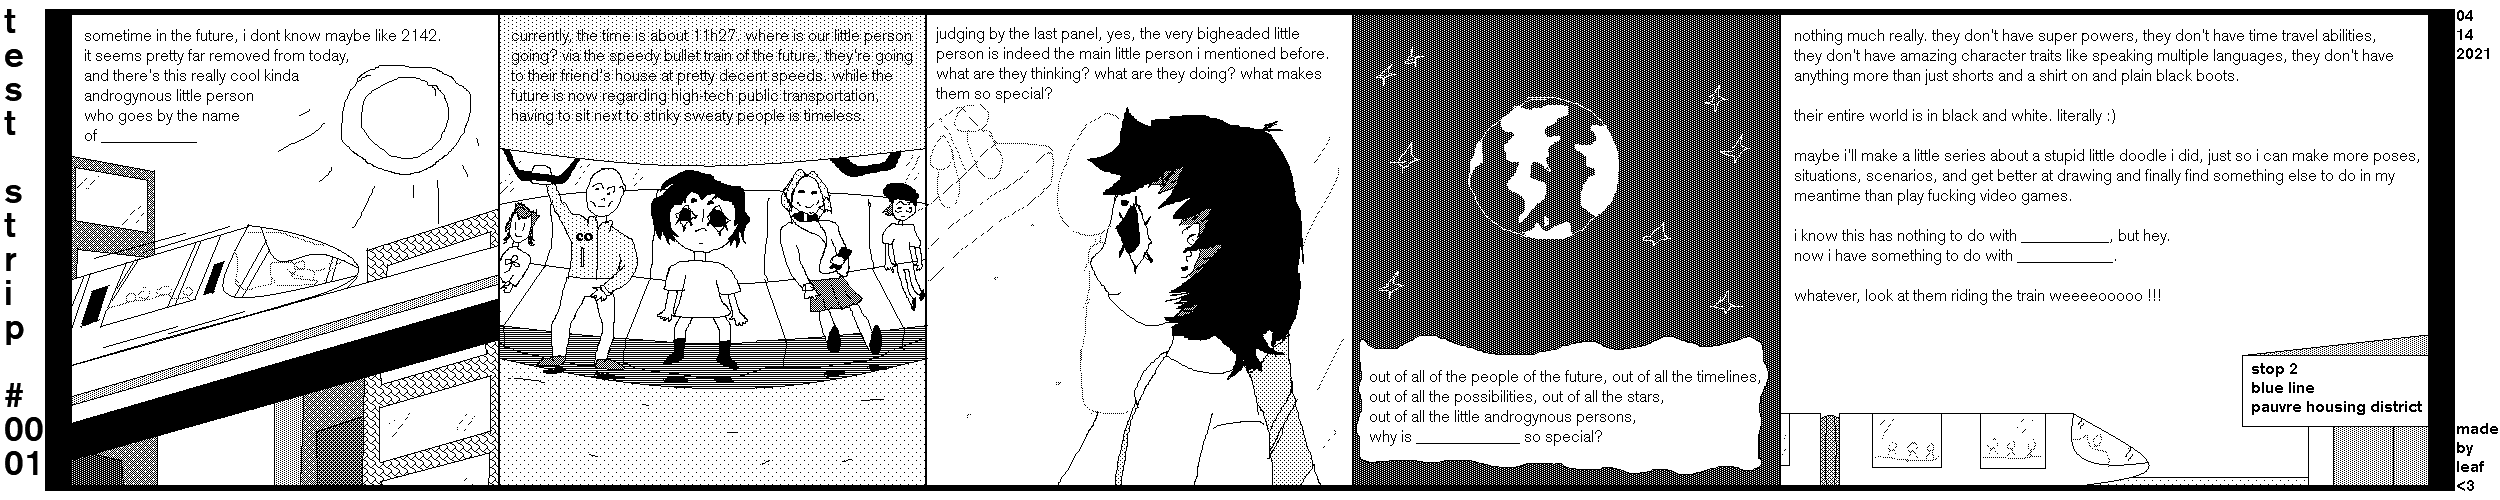 t
e
s
t
s
t
r
i
p
#
00
01
sometime in the future, i dont know maybe like 2142.
it seems pretty far removed from today,
and there's this really cool kinda
androgynous little person
who goes by the name
of ____________
currently, the time is about 11h27. where is our little person
going? via the speedy bullet train of the future, they're going
to their friend's house at pretty decent speeds. while the
future is now regarding high-tech public transportation,
having to sit next to stinky sweaty people is timeless.
judging by the last panel, yes, the very bigheaded little
person is indeed the main little person i mentioned before.
what are they thinking? what are they doing? what makes
them so special?
out of all of the people of the future, out of all the timelines,
out of all the possibilities, out of all the stars,
out of all the little androgynous persons,
why is _____________ so special?
nothing much really. they don't have super powers, they don't have time travel abilities,
they don't have amazing character traits like speaking multiple languages, they don't have
anything more than just shorts and a shirt on and plain black boots.
their entire world is in black and white. literally :)
maybe i'll make a little series about a stupid little doodle i did, just so i can make more poses,
situations, scenarios, and get better at drawing and finally find something else to do in my
meantime than play fucking video games.
i know this has nothing to do with ___________, but hey.
now i have something to do with ____________.
whatever, look at them riding the train weeeeooooo !!!
stop 2
blue line
pauvre housing district
04
14
2021
made
by
leaf
<3